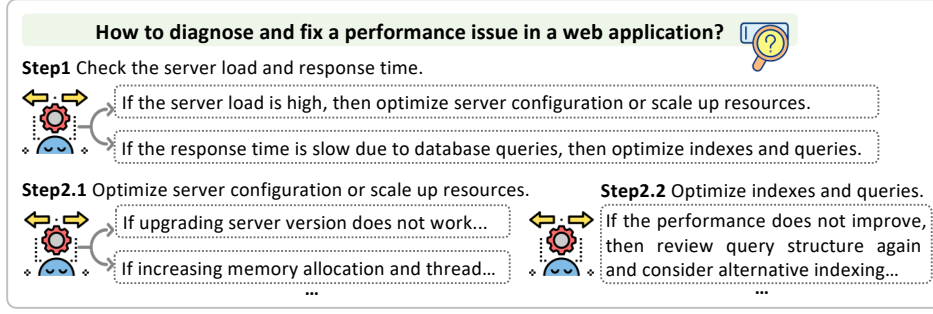 How to diagnose and fix a performance issue in a web application?
Step1 Check the server load and response time.
If the server load is high, then optimize server configuration or scale up resources.
If the response time is slow due to database queries, then optimize indexes and queries.
Step2.1 Optimize server configuration or scale up resources.
If upgrading server version does not work...
If increasing memory allocation and thread...
...
Step2.2 Optimize indexes and queries.
If the performance does not improve,
then review query structure again
and consider alternative indexing...
...